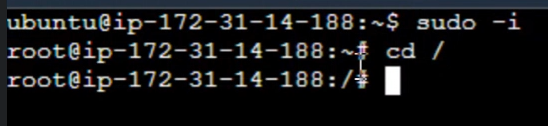 ubuntu@ip-172-31-14-188:~$ sudo -i
root@ip-172-31-14-188:~# cd /
root@ip-172-31-14-188:/#